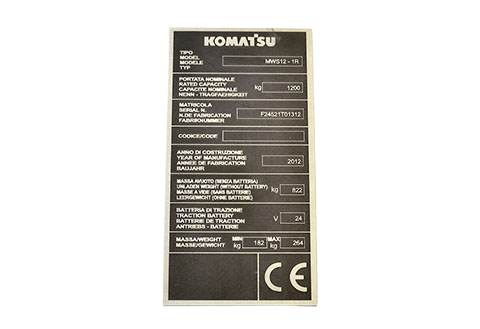 KOMATSU
TIPO
MODEL
MODELE
TYP
MWS12 - 1R
PORTATA NOMINALE
RATED CAPACITY
CAPACITE NOMINALE
NENN - TRAGFAEHIGKEIT
kg 1200
MATRICOLA
SERIAL N.
N.DE FABRICATION
FABRIKNUMMER
F24521T01312
CODICE/CODE
ANNO DI COSTRUZIONE
YEAR OF MANUFACTURE
ANNEE DE FABRICATION
BAUJAHR
2012
MASSA AVUOTO (SENZA BATTERIA)
UNLADEN WEIGHT (WITHOUT BATTERY)
MASSE A VIDE (SANS BATTERIE)
LEERGEWICHT (OHNE BATTERIE)
kg 822
BATTERIA DI TRAZIONE
TRACTION BATTERY
BATTERIE DE TRACTION
ANTRIEBS - BATTERIE
V 24
MASSA/WEIGHT
MASSE/GEWICHT
MIN kg 182 MAX kg 264
CE